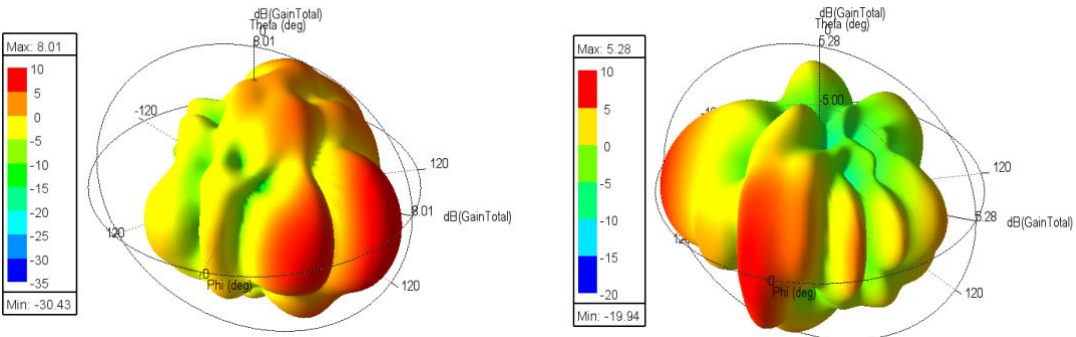 dB(GainTotal)
Theta (deg)
0
8.01
Max: 8.01
10
5
0
-5
-10
-15
-20
-25
-30
-35
Min: -30.43
-120
120
8.01
dB(GainTotal)
120
0
Phi (deg)
120
dB(GainTotal)
Theta (deg)
0
5.28
Max: 5.28
10
5
0
-5
-10
-15
-20
Min: -19.94
-5.00
120
5.28
dB(GainTotal)
120
0
Phi (deg)